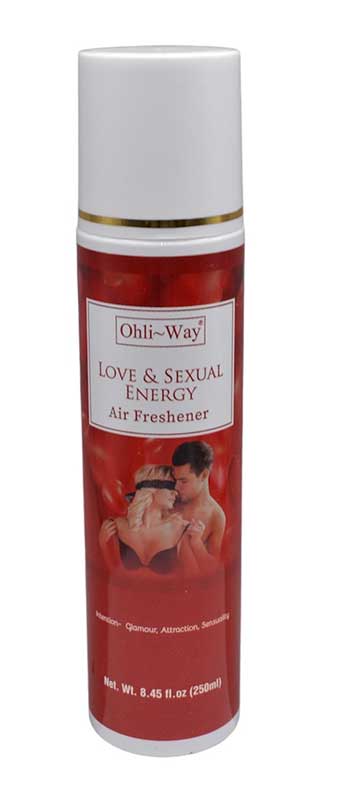 Ohli~Way®
LOVE & SEXUAL
ENERGY
Air Freshener
Intention- Glamour, Attraction, Sensuality
Net. Wt. 8.45 fl.oz (250ml)